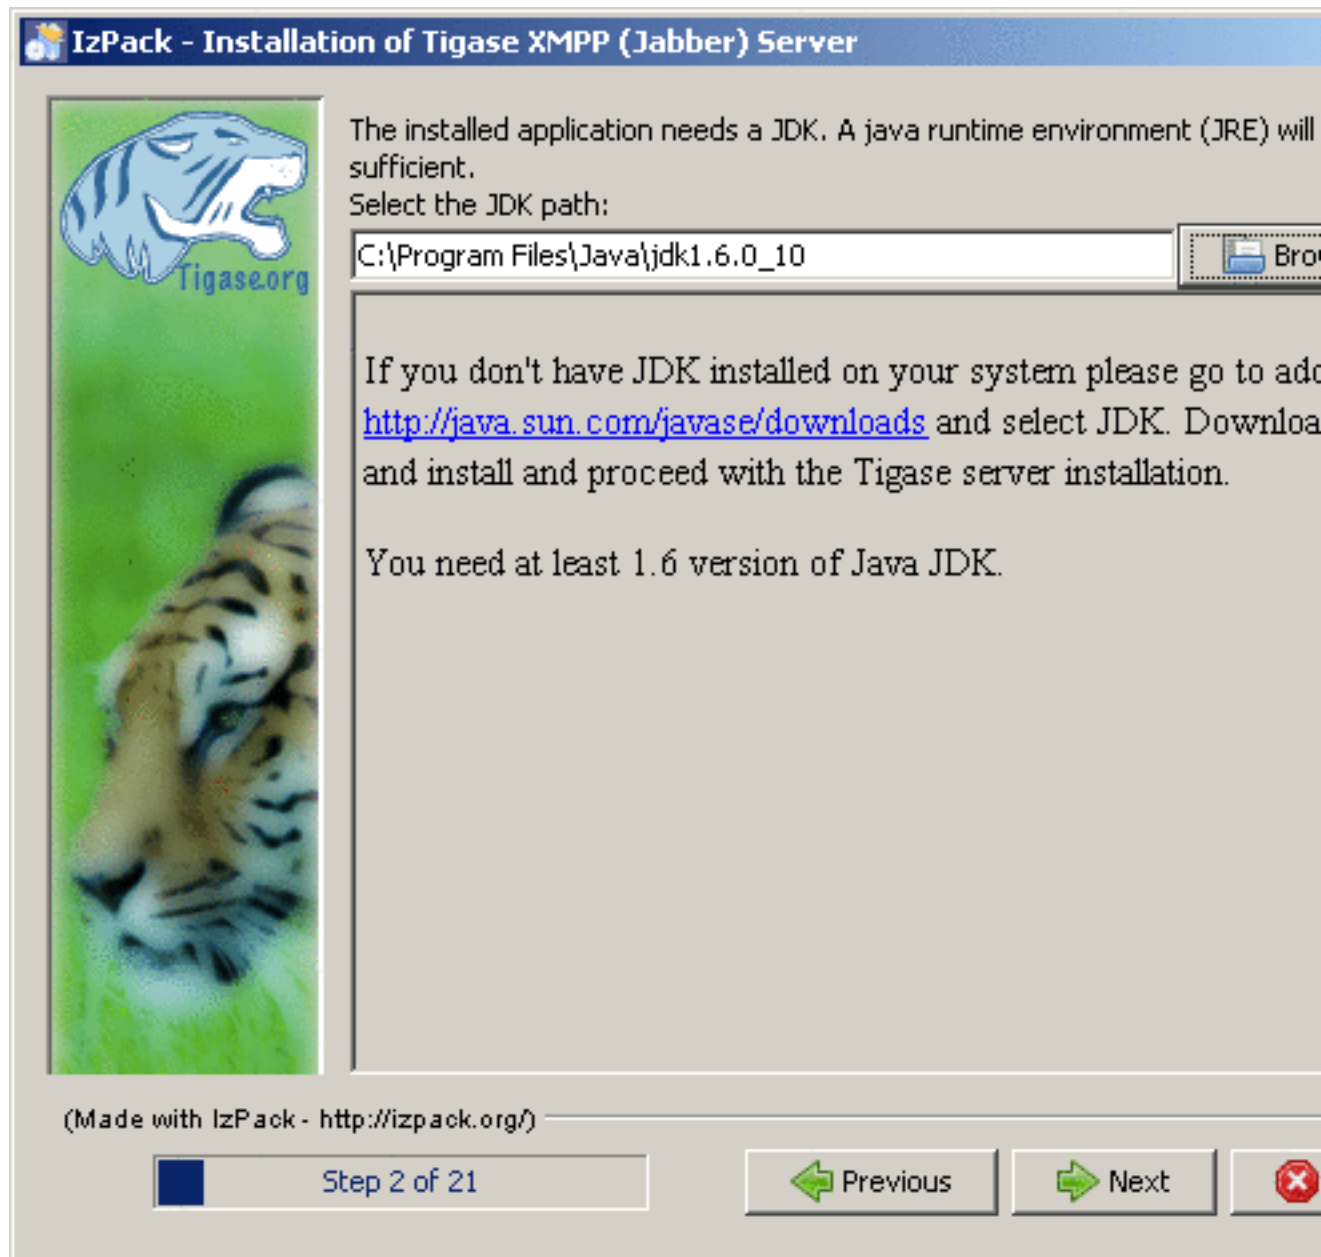 IzPack - Installation of Tigase XMPP (Jabber) Server
Tigase.org
The installed application needs a JDK. A java runtime environment (JRE) will
sufficient.
Select the JDK path:
C:\Program Files\Java\jdk1.6.0_10
If you don't have JDK installed on your system please go to
http://java.sun.com/javase/downloads and select JDK.
and install and proceed with the Tigase server installation.
You need at least 1.6 version of Java JDK.
(Made with IzPack - http://izpack.org/)
Step 2 of 21
Previous
Next